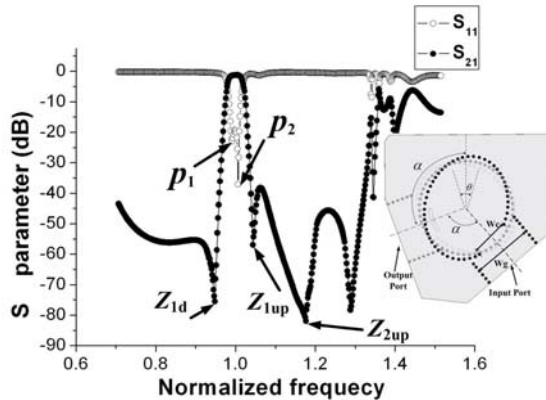 S11
S21
S parameter (dB)
0
-10
-20
-30
-40
-50
-60
-70
-80
-90
p1
p2
Z1d
Z1up
Z2up
α
θ
α
Wc
Wg
Output
Port
Input Port
0.6
0.8
1.0
1.2
1.4
1.6
Normalized frequecy